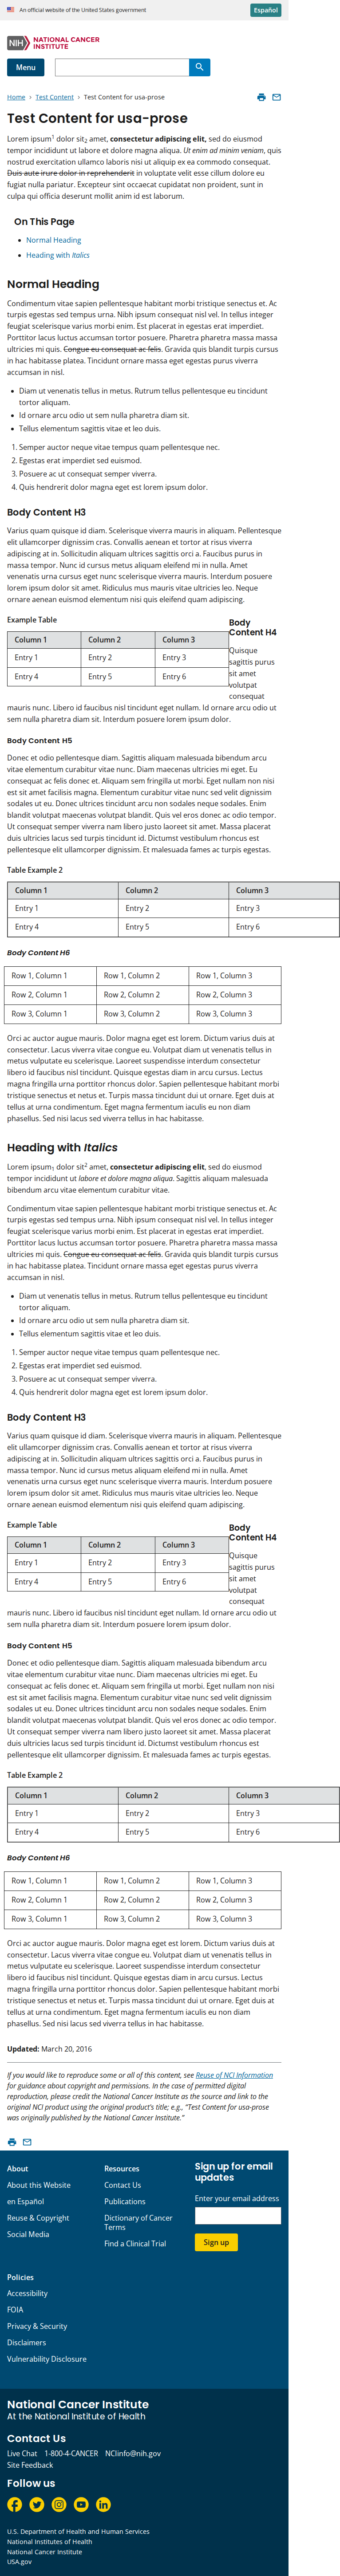 An official website of the United States government
Español
NIH NATIONAL CANCER INSTITUTE
Menu
Home › Test Content › Test Content for usa-prose
Test Content for usa-prose
Lorem ipsum1 dolor sit2 amet, consectetur adipiscing elit, sed do eiusmod
tempor incididunt ut labore et dolore magna aliqua. Ut enim ad minim veniam, quis
nostrud exercitation ullamco laboris nisi ut aliquip ex ea commodo consequat.
Duis aute irure dolor in reprehenderit in voluptate velit esse cillum dolore eu
fugiat nulla pariatur. Excepteur sint occaecat cupidatat non proident, sunt in
culpa qui officia deserunt mollit anim id est laborum.
On This Page
Normal Heading
Heading with Italics
Normal Heading
Condimentum vitae sapien pellentesque habitant morbi tristique senectus et. Ac
turpis egestas sed tempus urna. Nibh ipsum consequat nisl vel. In tellus integer
feugiat scelerisque varius morbi enim. Est placerat in egestas erat imperdiet.
Porttitor lacus luctus accumsan tortor posuere. Pharetra pharetra massa massa
ultricies mi quis. Congue eu consequat ac felis. Gravida quis blandit turpis cursus
in hac habitasse platea. Tincidunt ornare massa eget egestas purus viverra
accumsan in nisl.
Diam ut venenatis tellus in metus. Rutrum tellus pellentesque eu tincidunt
tortor aliquam.
Id ornare arcu odio ut sem nulla pharetra diam sit.
Tellus elementum sagittis vitae et leo duis.
1. Semper auctor neque vitae tempus quam pellentesque nec.
2. Egestas erat imperdiet sed euismod.
3. Posuere ac ut consequat semper viverra.
4. Quis hendrerit dolor magna eget est lorem ipsum dolor.
Body Content H3
Varius quam quisque id diam. Scelerisque viverra mauris in aliquam. Pellentesque
elit ullamcorper dignissim cras. Convallis aenean et tortor at risus viverra
adipiscing at in. Sollicitudin aliquam ultrices sagittis orci a. Faucibus purus in
massa tempor. Nunc id cursus metus aliquam eleifend mi in nulla. Amet
venenatis urna cursus eget nunc scelerisque viverra mauris. Interdum posuere
lorem ipsum dolor sit amet. Ridiculus mus mauris vitae ultricies leo. Neque
ornare aenean euismod elementum nisi quis eleifend quam adipiscing.
Example Table
Column 1 Column 2 Column 3
Entry 1 Entry 2 Entry 3
Entry 4 Entry 5 Entry 6
Body
Content H4
Quisque
sagittis purus
sit amet
volutpat
consequat
mauris nunc. Libero id faucibus nisl tincidunt eget nullam. Id ornare arcu odio ut
sem nulla pharetra diam sit. Interdum posuere lorem ipsum dolor.
Body Content H5
Donec et odio pellentesque diam. Sagittis aliquam malesuada bibendum arcu
vitae elementum curabitur vitae nunc. Diam maecenas ultricies mi eget. Eu
consequat ac felis donec et. Aliquam sem fringilla ut morbi. Eget nullam non nisi
est sit amet facilisis magna. Elementum curabitur vitae nunc sed velit dignissim
sodales ut eu. Donec ultrices tincidunt arcu non sodales neque sodales. Enim
blandit volutpat maecenas volutpat blandit. Quis vel eros donec ac odio tempor.
Ut consequat semper viverra nam libero justo laoreet sit amet. Massa placerat
duis ultricies lacus sed turpis tincidunt id. Dictumst vestibulum rhoncus est
pellentesque elit ullamcorper dignissim. Et malesuada fames ac turpis egestas.
Table Example 2
Column 1 Column 2 Column 3
Entry 1 Entry 2 Entry 3
Entry 4 Entry 5 Entry 6
Body Content H6
Row 1, Column 1 Row 1, Column 2 Row 1, Column 3
Row 2, Column 1 Row 2, Column 2 Row 2, Column 3
Row 3, Column 1 Row 3, Column 2 Row 3, Column 3
Orci ac auctor augue mauris. Dolor magna eget est lorem. Dictum varius duis at
consectetur. Lacus viverra vitae congue eu. Volutpat diam ut venenatis tellus in
metus vulputate eu scelerisque. Laoreet suspendisse interdum consectetur
libero id faucibus nisl tincidunt. Quisque egestas diam in arcu cursus. Lectus
magna fringilla urna porttitor rhoncus dolor. Sapien pellentesque habitant morbi
tristique senectus et netus et. Turpis massa tincidunt dui ut ornare. Eget duis at
tellus at urna condimentum. Eget magna fermentum iaculis eu non diam
phasellus. Sed nisi lacus sed viverra tellus in hac habitasse.
Heading with Italics
Lorem ipsum1 dolor sit2 amet, consectetur adipiscing elit, sed do eiusmod
tempor incididunt ut labore et dolore magna aliqua. Sagittis aliquam malesuada
bibendum arcu vitae elementum curabitur vitae.
Condimentum vitae sapien pellentesque habitant morbi tristique senectus et. Ac
turpis egestas sed tempus urna. Nibh ipsum consequat nisl vel. In tellus integer
feugiat scelerisque varius morbi enim. Est placerat in egestas erat imperdiet.
Porttitor lacus luctus accumsan tortor posuere. Pharetra pharetra massa massa
ultricies mi quis. Congue eu consequat ac felis. Gravida quis blandit turpis cursus
in hac habitasse platea. Tincidunt ornare massa eget egestas purus viverra
accumsan in nisl.
Diam ut venenatis tellus in metus. Rutrum tellus pellentesque eu tincidunt
tortor aliquam.
Id ornare arcu odio ut sem nulla pharetra diam sit.
Tellus elementum sagittis vitae et leo duis.
1. Semper auctor neque vitae tempus quam pellentesque nec.
2. Egestas erat imperdiet sed euismod.
3. Posuere ac ut consequat semper viverra.
4. Quis hendrerit dolor magna eget est lorem ipsum dolor.
Body Content H3
Varius quam quisque id diam. Scelerisque viverra mauris in aliquam. Pellentesque
elit ullamcorper dignissim cras. Convallis aenean et tortor at risus viverra
adipiscing at in. Sollicitudin aliquam ultrices sagittis orci a. Faucibus purus in
massa tempor. Nunc id cursus metus aliquam eleifend mi in nulla. Amet
venenatis urna cursus eget nunc scelerisque viverra mauris. Interdum posuere
lorem ipsum dolor sit amet. Ridiculus mus mauris vitae ultricies leo. Neque
ornare aenean euismod elementum nisi quis eleifend quam adipiscing.
Example Table
Column 1 Column 2 Column 3
Entry 1 Entry 2 Entry 3
Entry 4 Entry 5 Entry 6
Body
Content H4
Quisque
sagittis purus
sit amet
volutpat
consequat
mauris nunc. Libero id faucibus nisl tincidunt eget nullam. Id ornare arcu odio ut
sem nulla pharetra diam sit. Interdum posuere lorem ipsum dolor.
Body Content H5
Donec et odio pellentesque diam. Sagittis aliquam malesuada bibendum arcu
vitae elementum curabitur vitae nunc. Diam maecenas ultricies mi eget. Eu
consequat ac felis donec et. Aliquam sem fringilla ut morbi. Eget nullam non nisi
est sit amet facilisis magna. Elementum curabitur vitae nunc sed velit dignissim
sodales ut eu. Donec ultrices tincidunt arcu non sodales neque sodales. Enim
blandit volutpat maecenas volutpat blandit. Quis vel eros donec ac odio tempor.
Ut consequat semper viverra nam libero justo laoreet sit amet. Massa placerat
duis ultricies lacus sed turpis tincidunt id. Dictumst vestibulum rhoncus est
pellentesque elit ullamcorper dignissim. Et malesuada fames ac turpis egestas.
Table Example 2
Column 1 Column 2 Column 3
Entry 1 Entry 2 Entry 3
Entry 4 Entry 5 Entry 6
Body Content H6
Row 1, Column 1 Row 1, Column 2 Row 1, Column 3
Row 2, Column 1 Row 2, Column 2 Row 2, Column 3
Row 3, Column 1 Row 3, Column 2 Row 3, Column 3
Orci ac auctor augue mauris. Dolor magna eget est lorem. Dictum varius duis at
consectetur. Lacus viverra vitae congue eu. Volutpat diam ut venenatis tellus in
metus vulputate eu scelerisque. Laoreet suspendisse interdum consectetur
libero id faucibus nisl tincidunt. Quisque egestas diam in arcu cursus. Lectus
magna fringilla urna porttitor rhoncus dolor. Sapien pellentesque habitant morbi
tristique senectus et netus et. Turpis massa tincidunt dui ut ornare. Eget duis at
tellus at urna condimentum. Eget magna fermentum iaculis eu non diam
phasellus. Sed nisi lacus sed viverra tellus in hac habitasse.
Updated: March 20, 2016
If you would like to reproduce some or all of this content, see Reuse of NCI Information
for guidance about copyright and permissions. In the case of permitted digital
reproduction, please credit the National Cancer Institute as the source and link to the
original NCI product using the original product's title; e.g., “Test Content for usa-prose
was originally published by the National Cancer Institute.”
About
About this Website
en Español
Reuse & Copyright
Social Media
Resources
Contact Us
Publications
Dictionary of Cancer
Terms
Find a Clinical Trial
Sign up for email
updates
Enter your email address
Sign up
Policies
Accessibility
FOIA
Privacy & Security
Disclaimers
Vulnerability Disclosure
National Cancer Institute
At the National Institute of Health
Contact Us
Live Chat 1-800-4-CANCER NCIinfo@nih.gov
Site Feedback
Follow us
U.S. Department of Health and Human Services
National Institutes of Health
National Cancer Institute
USA.gov